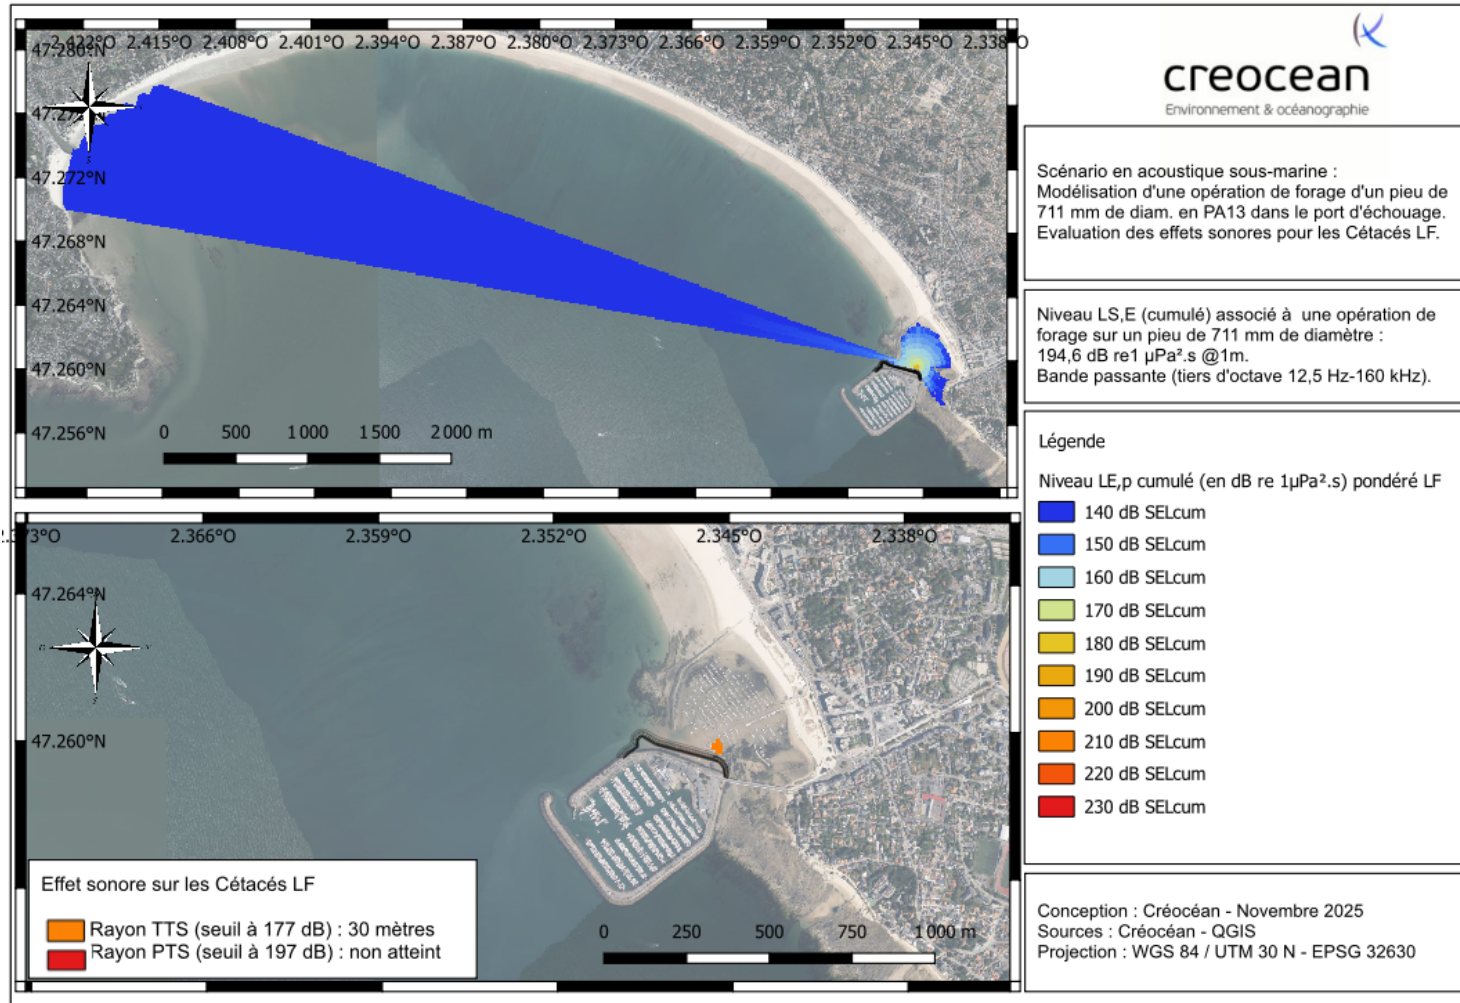 2.422°O 2.415°O 2.408°O 2.401°O 2.394°O 2.387°O 2.380°O 2.373°O 2.366°O 2.359°O 2.352°O 2.345°O 2.338°O
47.280°N
47.272°N
47.268°N
47.264°N
47.260°N
47.256°N
0 500 1 000 1 500 2 000 m
2.366°O 2.359°O 2.352°O 2.345°O 2.338°O
47.264°N
47.260°N
Effet sonore sur les Cétacés LF
Rayon TTS (seuil à 177 dB) : 30 mètres
Rayon PTS (seuil à 197 dB) : non atteint
0 250 500 750 1 000 m
creocean
Environnement & océanographie
Scénario en acoustique sous-marine :
Modélisation d'une opération de forage d'un pieu de
711 mm de diam. en PA13 dans le port d'échouage.
Evaluation des effets sonores pour les Cétacés LF.
Niveau LS,E (cumulé) associé à une opération de
forage sur un pieu de 711 mm de diamètre :
194,6 dB re1 µPa².s @1m.
Bande passante (tiers d'octave 12,5 Hz-160 kHz).
Légende
Niveau LE,p cumulé (en dB re 1µPa².s) pondéré LF
140 dB SELcum
150 dB SELcum
160 dB SELcum
170 dB SELcum
180 dB SELcum
190 dB SELcum
200 dB SELcum
210 dB SELcum
220 dB SELcum
230 dB SELcum
Conception : Créocéan - Novembre 2025
Sources : Créocéan - QGIS
Projection : WGS 84 / UTM 30 N - EPSG 32630